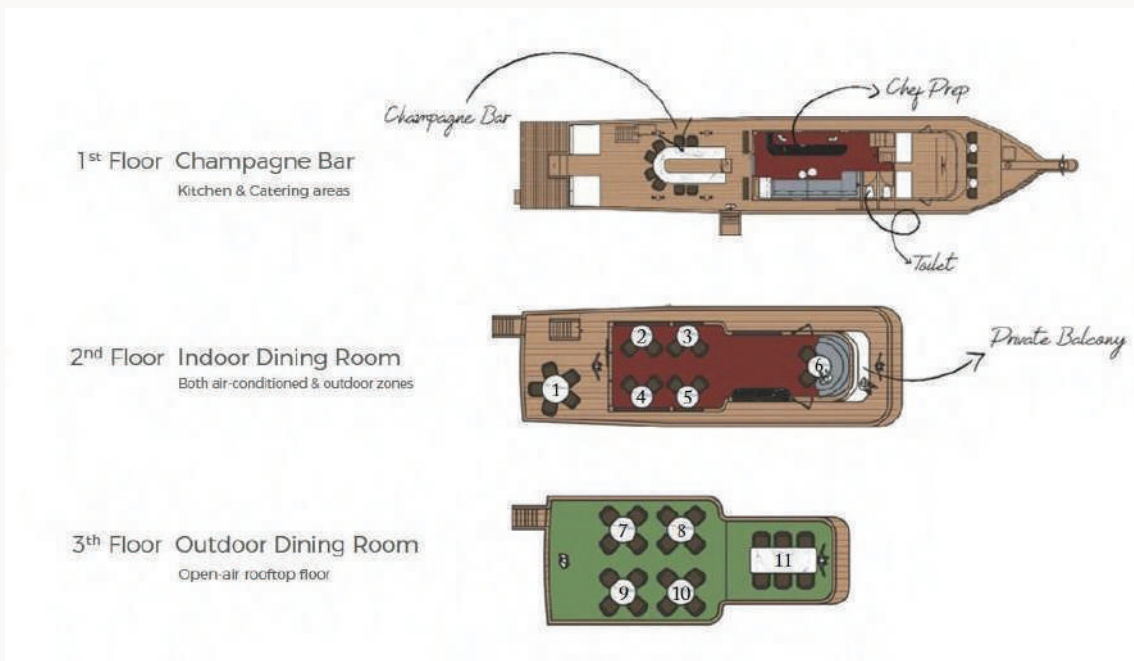 Chef Prep
Champagne Bar
1st Floor Champagne Bar
Kitchen & Catering areas
Toilet
2nd Floor Indoor Dining Room
Both air-conditioned & outdoor zones
Private Balcony
2 3
6
1
4 5
3th Floor Outdoor Dining Room
Open-air rooftop floor
7 8
11
9 10